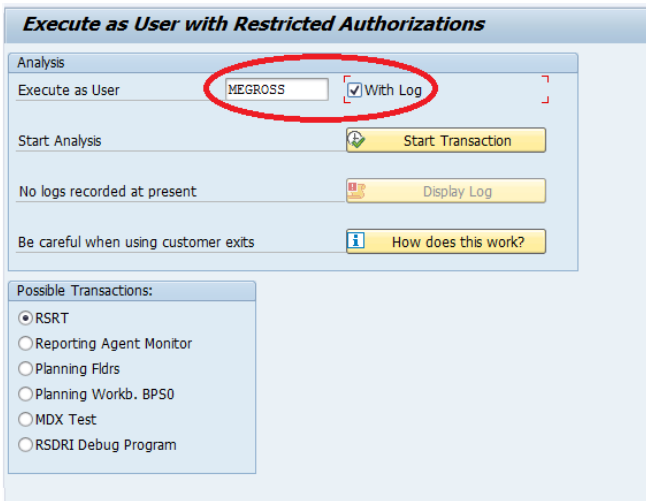 Execute as User with Restricted Authorizations
Analysis
Execute as User MEGROSS With Log
Start Analysis Start Transaction
No logs recorded at present Display Log
Be careful when using customer exits How does this work?
Possible Transactions:
RSRT
Reporting Agent Monitor
Planning Fldrs
Planning Workb. BPS0
MDX Test
RSDRI Debug Program